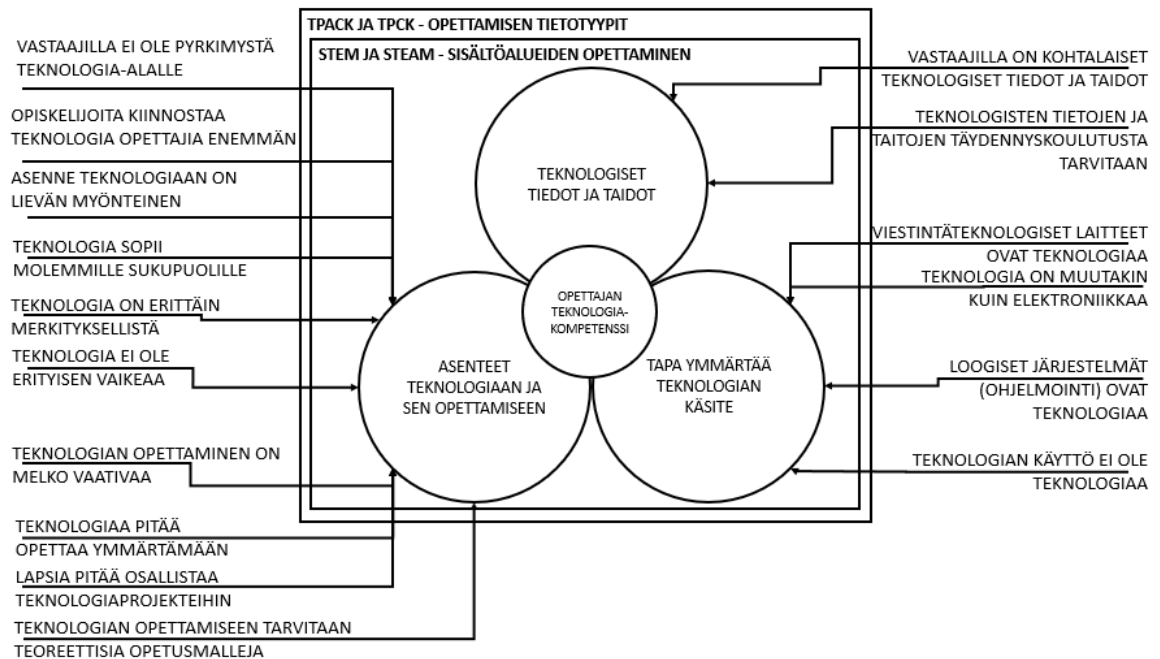 TPACK JA TPCK - OPETTAMISEN TIETOTYYPIT
STEM JA STEAM - SISÄLTÖALUEIDEN OPETTAMINEN
VASTAAJILLA EI OLE PYRKIMYSTÄ
TEKNOLOGIA-ALALLE
OPISKELIJOITA KIINNOSTAA
TEKNOLOGIA OPETTAJIA ENEMMÄN
ASENNE TEKNOLOGIAAN ON
LIEVÄN MYÖNTEINEN
TEKNOLOGIA SOPII
MOLEMMILLE SUKUPUOLILLE
TEKNOLOGIA ON ERITTÄIN
MERKITYKSELLISTÄ
TEKNOLOGIA EI OLE
ERITYISEN VAIKEAA
TEKNOLOGIAN OPETTAMINEN ON
MELKO VAATIVAA
TEKNOLOGIAA PITÄÄ
OPETTAA YMMÄRTÄMÄÄN
LAPSIA PITÄÄ OSALLISTAA
TEKNOLOGIAPROJEKTEIHIN
TEKNOLOGIAN OPETTAMISEEN TARVITAAN
TEOREETTISIA OPETUSMALLEJA
TEKNOLOGISET
TIEDOT JA TAIDOT
OPETTAJAN
TEKNOLOGIA-
KOMPETENSSI
ASENTEET
TEKNOLOGIAAN JA
SEN OPETTAMISEEN
TAPA YMMÄRTÄÄ
TEKNOLOGIAN
KÄSITE
VASTAAJILLA ON KOHTALAISET
TEKNOLOGISET TIEDOT JA TAIDOT
TEKNOLOGISTEN TIETOJEN JA
TAITOJEN TÄYDENNYSKOULUTUSTA
TARVITAAN
VIESTINTÄTEKNOLOGISET LAITTEET
OVAT TEKNOLOGIAA
TEKNOLOGIA ON MUUTAKIN
KUIN ELEKTRONIIKKAA
LOOGISET JÄRJESTELMÄT
(OHJELMOINTI) OVAT
TEKNOLOGIAA
TEKNOLOGIAN KÄYTTÖ EI OLE
TEKNOLOGIAA